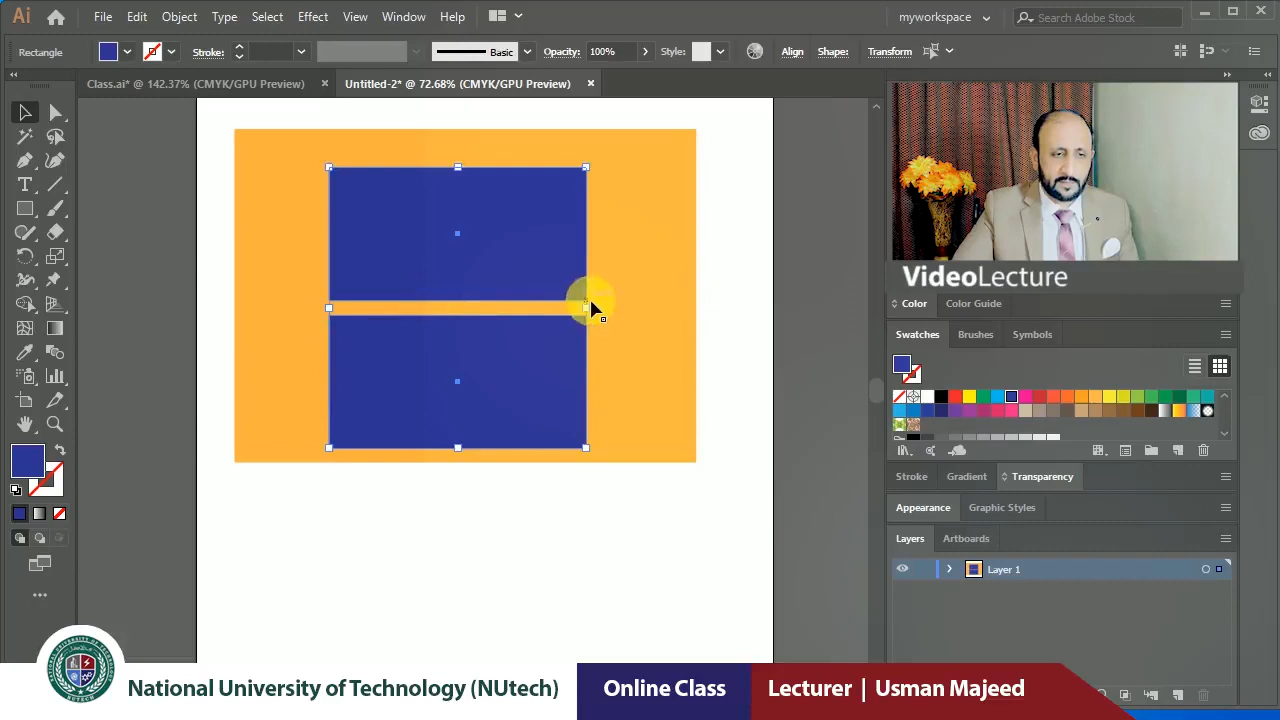 Ai File Edit Object Type Select Effect View Window Help myworkspace Search Adobe Stock
Rectangle Stroke: Basic Opacity: 100% Style: Align Shape: Transform
Class.ai* @ 142.37% (CMYK/GPU Preview) Untitled-2* @ 72.68% (CMYK/GPU Preview)
VideoLecture
Color Color Guide
Swatches Brushes Symbols
Stroke Gradient Transparency
Appearance Graphic Styles
Layers Artboards
Layer 1
National University of Technology (NUtech) Online Class Lecturer | Usman Majeed
NUTECH